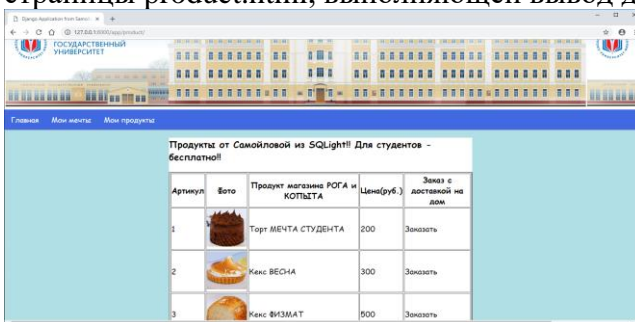 страницы product.html, выполняющей вывод д
Django Application from Samoil
127.0.0.1:8000/app/product/
ГОСУДАРСТВЕННЫЙ
УНИВЕРСИТЕТ
Главная Мои мечты Мои продукты
Продукты от Самойловой из SQLight!! Для студентов -
бесплатно!!
Артикул Фото Продукт магазина РОГА и КОПЫТА Цена(руб.) Заказ с доставкой на дом
1 Торт МЕЧТА СТУДЕНТА 200 Заказать
2 Кекс ВЕСНА 300 Заказать
3 Кекс ФИЗМАТ 500 Заказать